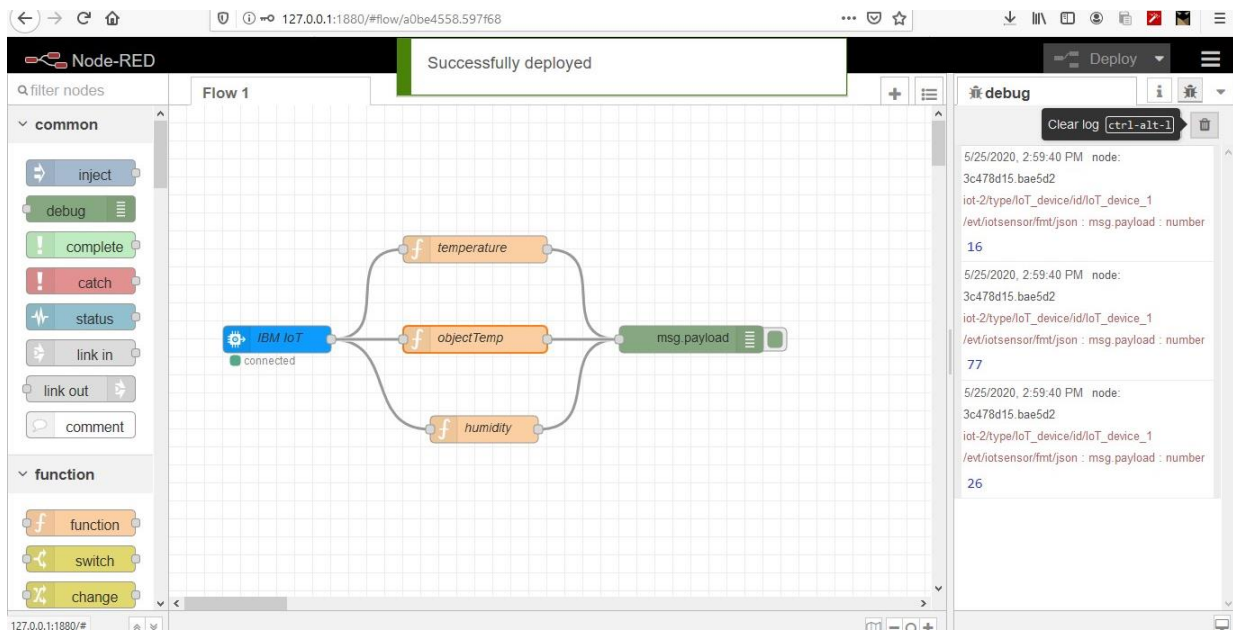 127.0.0.1:1880/#flow/a0be4558.597f68
Node-RED
Successfully deployed
Deploy
filter nodes
Flow 1
debug
i
common
Clear log ctrl-alt-l
inject
debug
complete
catch
status
link in
link out
comment
function
function
switch
change
temperature
IBM IoT
connected
objectTemp
humidity
msg.payload
5/25/2020, 2:59:40 PM node:
3c478d15.bae5d2
iot-2/type/IoT_device/id/IoT_device_1
/evt/iotsensor/fmt/json : msg.payload : number
16
5/25/2020, 2:59:40 PM node:
3c478d15.bae5d2
iot-2/type/IoT_device/id/IoT_device_1
/evt/iotsensor/fmt/json : msg.payload : number
77
5/25/2020, 2:59:40 PM node:
3c478d15.bae5d2
iot-2/type/IoT_device/id/IoT_device_1
/evt/iotsensor/fmt/json : msg.payload : number
26
127.0.0.1:1880/#